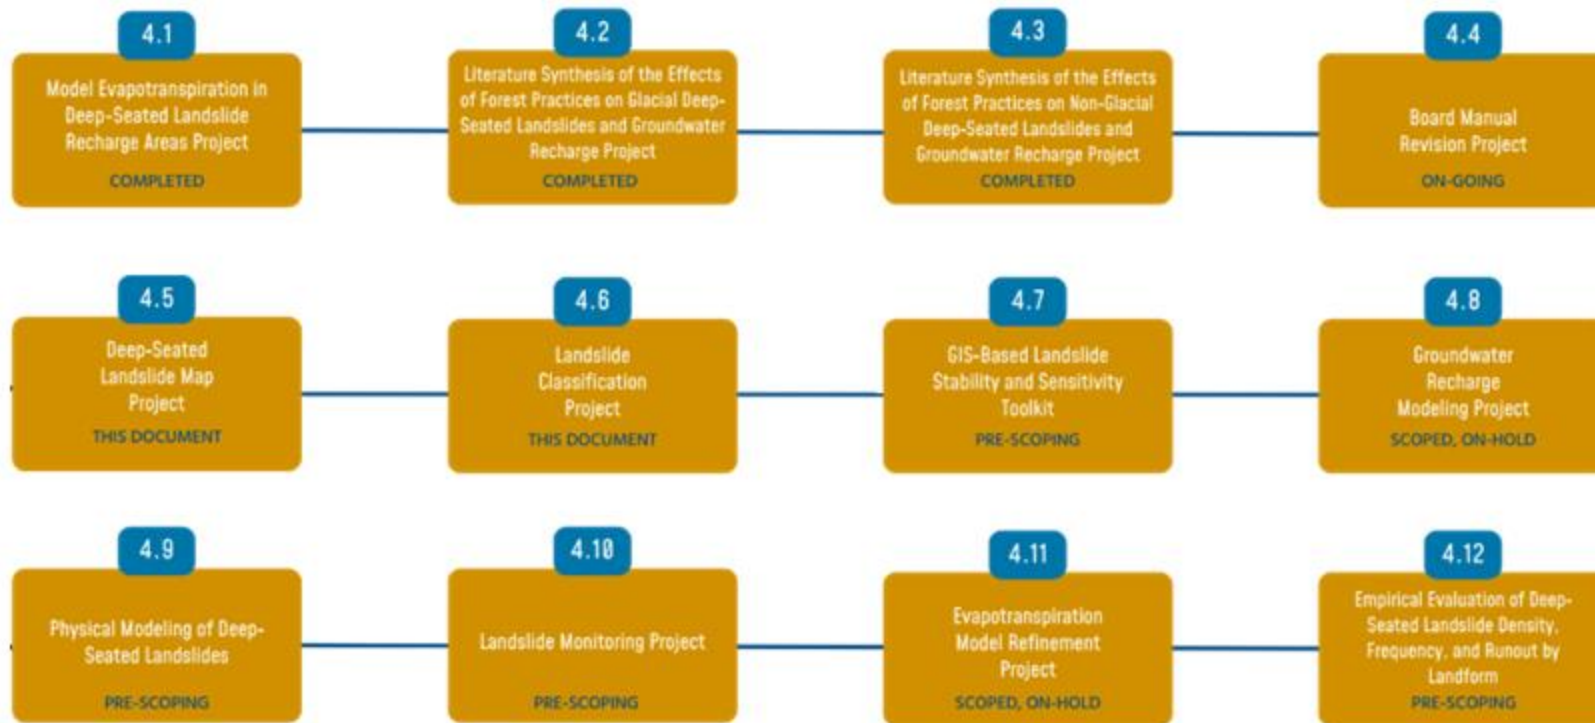 4.1
Model Evapotranspiration in
Deep-Seated Landslide
Recharge Areas Project
COMPLETED
4.2
Literature Synthesis of the Effects
of Forest Practices on Glacial Deep-
Seated Landslides and Groundwater
Recharge Project
COMPLETED
4.3
Literature Synthesis of the Effects
of Forest Practices on Non-Glacial
Deep-Seated Landslides and
Groundwater Recharge Project
COMPLETED
4.4
Board Manual
Revision Project
ON-GOING
4.5
Deep-Seated
Landslide Map
Project
THIS DOCUMENT
4.6
Landslide
Classification
Project
THIS DOCUMENT
4.7
GIS-Based Landslide
Stability and Sensitivity
Toolkit
PRE-SCOPING
4.8
Groundwater
Recharge
Modeling Project
SCOPED, ON-HOLD
4.9
Physical Modeling of Deep-
Seated Landslides
PRE-SCOPING
4.10
Landslide Monitoring Project
PRE-SCOPING
4.11
Evapotranspiration
Model Refinement
Project
SCOPED, ON-HOLD
4.12
Empirical Evaluation of Deep-
Seated Landslide Density,
Frequency, and Runout by
Landform
PRE-SCOPING